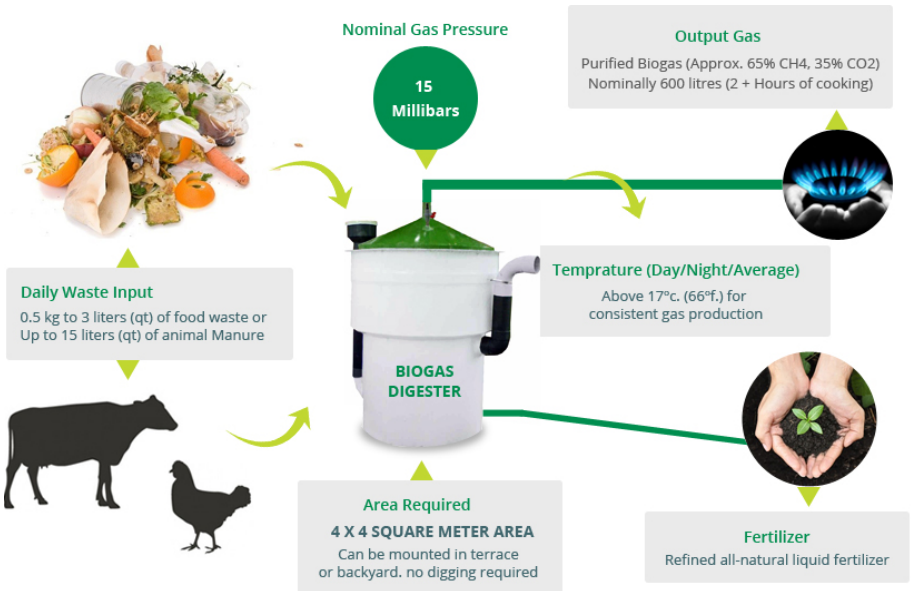 Nominal Gas Pressure
15
Millibars
Output Gas
Purified Biogas (Approx. 65% CH4, 35% CO2)
Nominally 600 litres (2 + Hours of cooking)
Daily Waste Input
0.5 kg to 3 liters (qt) of food waste or
Up to 15 liters (qt) of animal Manure
Temprature (Day/Night/Average)
Above 17ºc. (66ºf.) for
consistent gas production
BIOGAS
DIGESTER
Area Required
4 X 4 SQUARE METER AREA
Can be mounted in terrace
or backyard. no digging required
Fertilizer
Refined all-natural liquid fertilizer